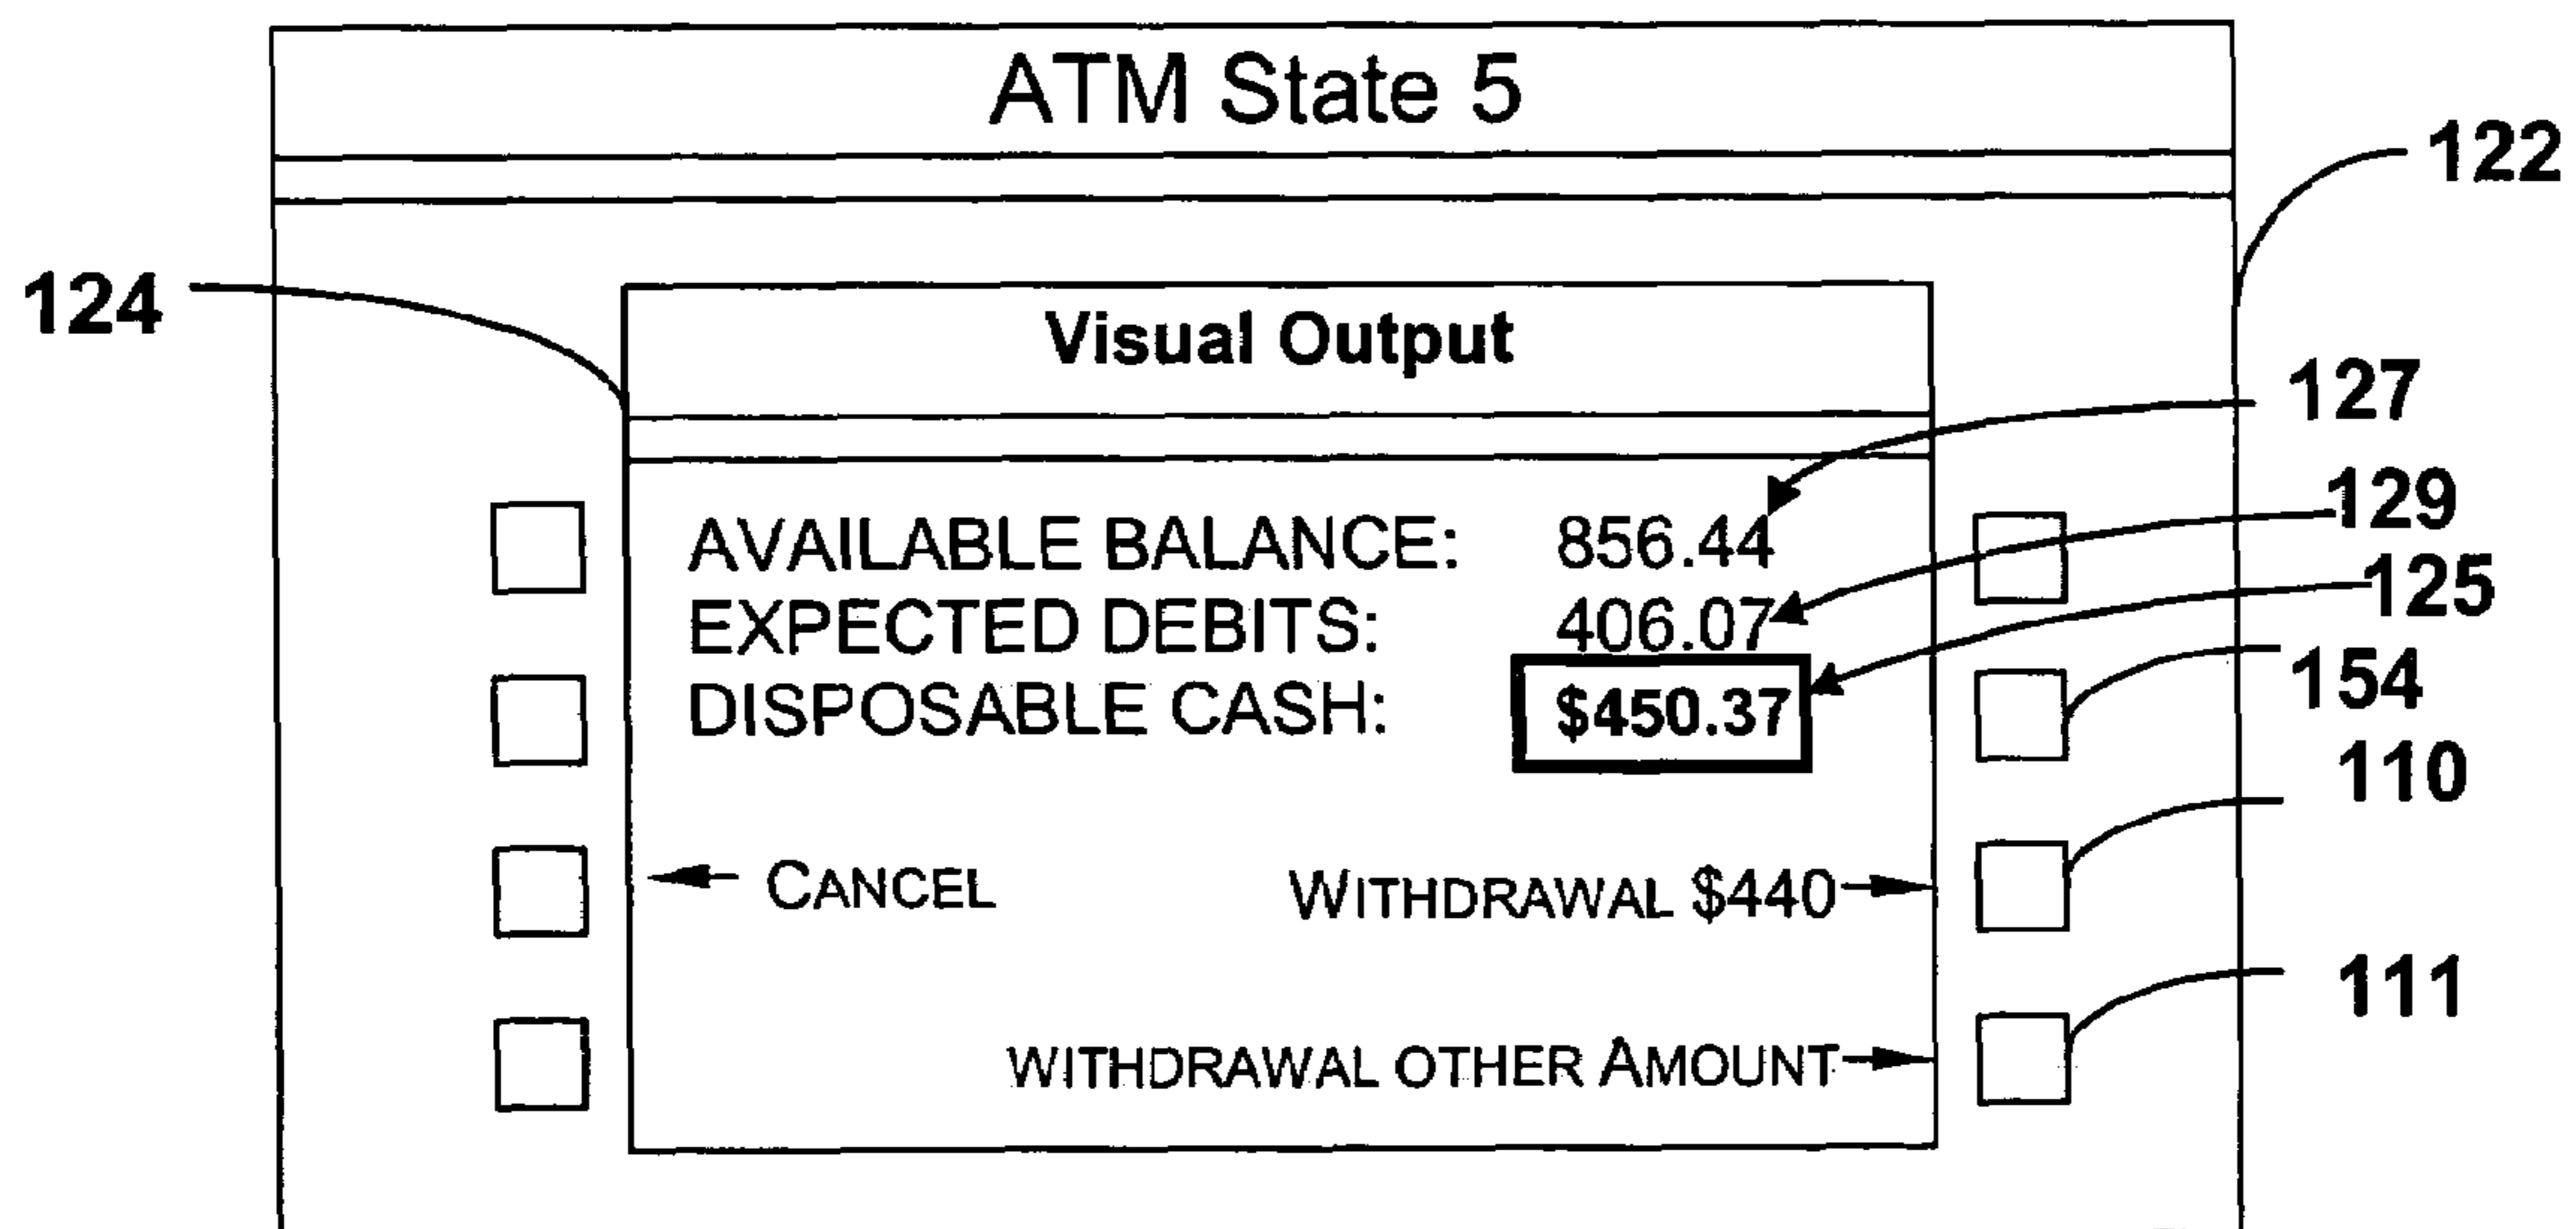 ATM State 5
122
124
Visual Output
127
AVAILABLE BALANCE: 856.44
129
EXPECTED DEBITS: 406.07
125
DISPOSABLE CASH: $450.37
154
110
← CANCEL WITHDRAWAL $440 →
111
WITHDRAWAL OTHER AMOUNT →